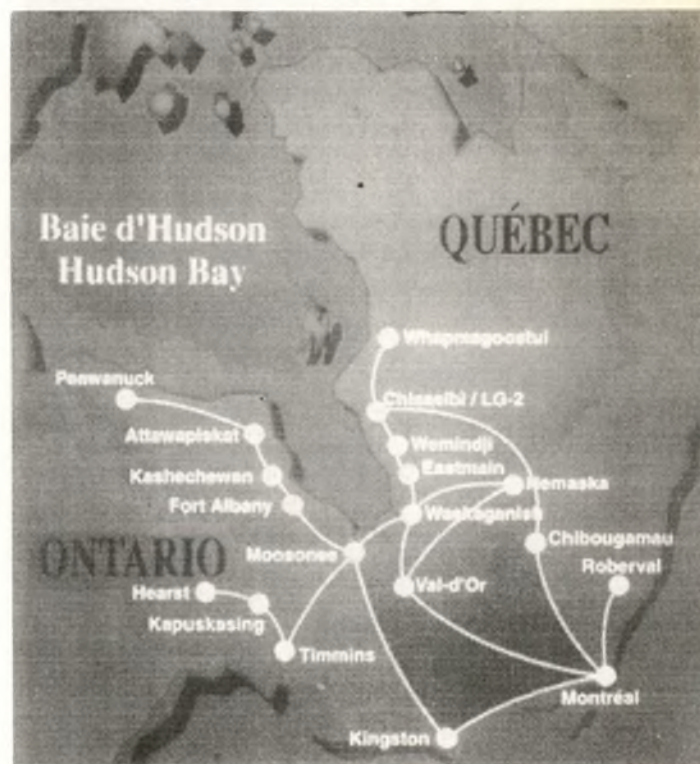 Baie d'Hudson
Hudson Bay
QUÉBEC
Whapmagoostui
Peawanuck
Chisasibi / LG-2
Attawapiskat
Wemindji
Kashechewan
Eastmain
Nemaska
Fort Albany
Waskaganish
ONTARIO
Moosonee
Chibougamau
Roberval
Hearst
Val-d'Or
Kapuskasing
Timmins
Montréal
Kingston